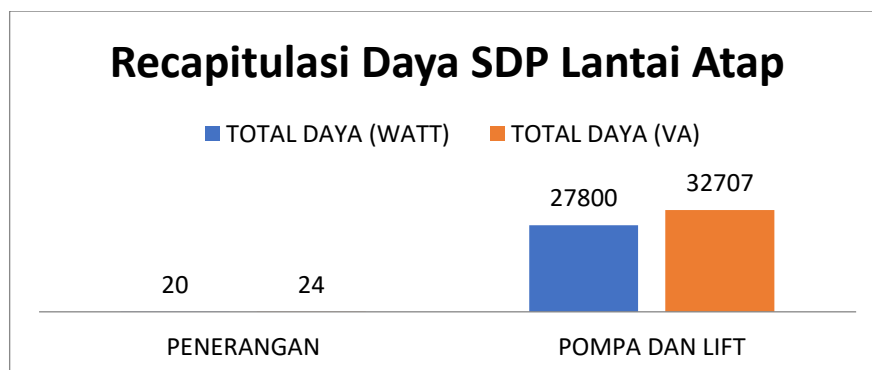 Recapitulasi Daya SDP Lantai Atap
TOTAL DAYA (WATT) TOTAL DAYA (VA)
27800 32707
20 24
PENERANGAN POMPA DAN LIFT